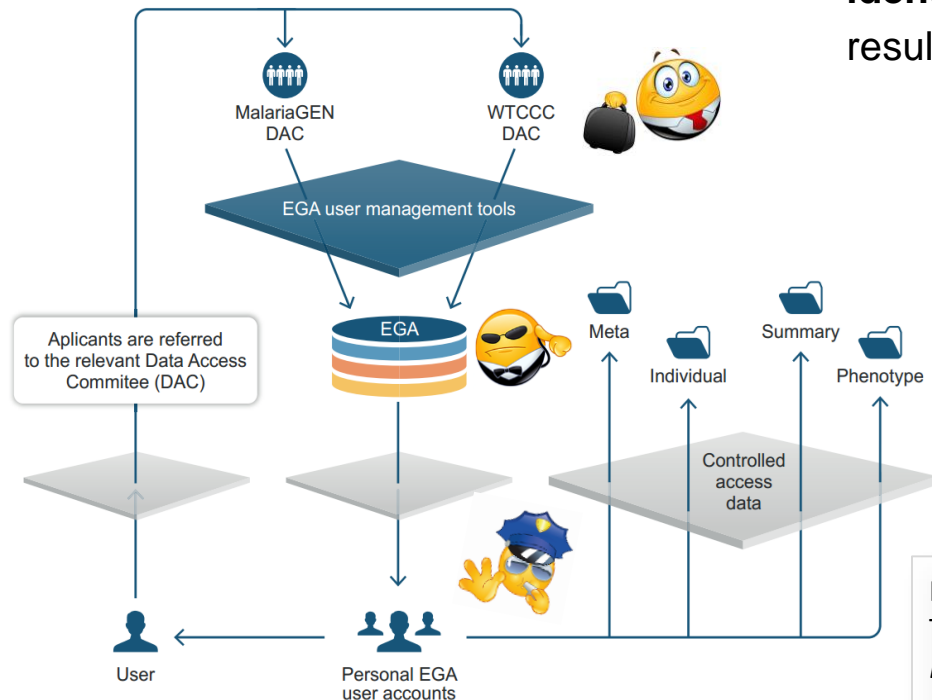 Iden
resul
MalariaGEN
DAC
WTCCC
DAC
EGA user management tools
Aplicants are referred
to the relevant Data Access
Commitee (DAC)
EGA
Meta
Individual
Summary
Phenotype
Controlled
access
data
User
Personal EGA
user accounts